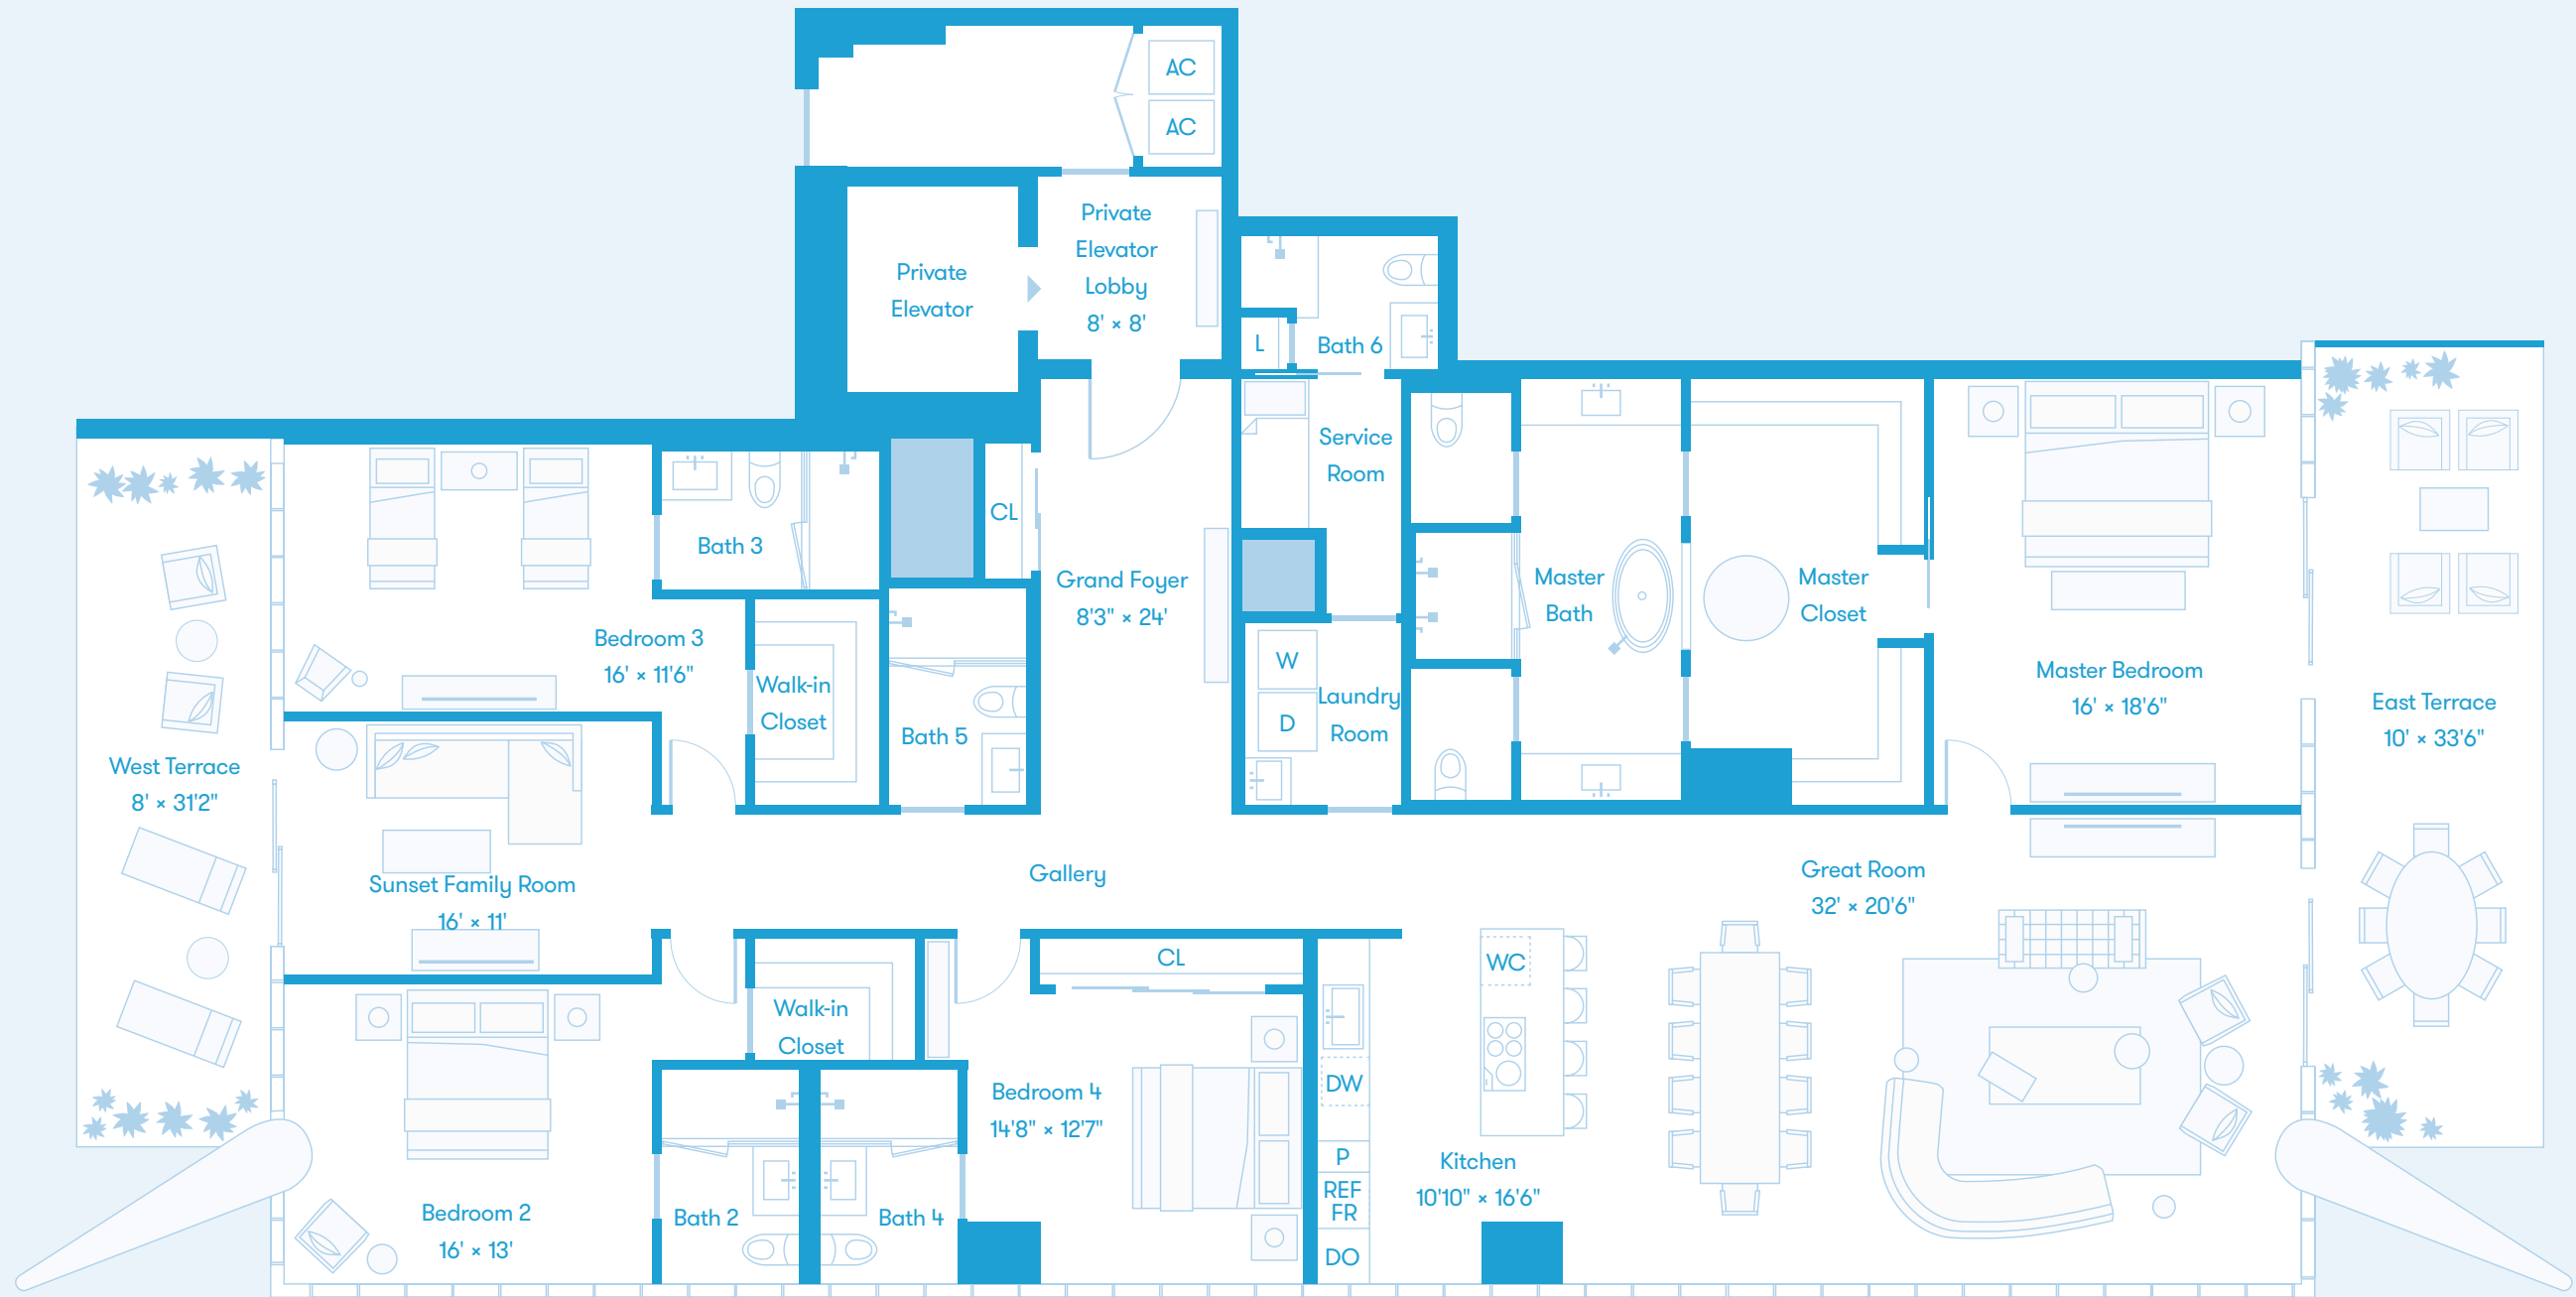 AC
AC
Private
Elevator
Lobby
8' × 8'
Private
Elevator
L
Bath 6
Service
Room
CL
Bath 3
Grand Foyer
8'3" × 24'
Master
Bath
Master
Closet
Bedroom 3
16' × 11'6"
Walk-in
Closet
Bath 5
W
D
Laundry
Room
Master Bedroom
16' × 18'6"
East Terrace
10' × 33'6"
West Terrace
8' × 31'2"
Sunset Family Room
16' × 11'
Gallery
Great Room
32' × 20'6"
CL
WC
Walk-in
Closet
Bedroom 4
14'8" × 12'7"
DW
P
REF
FR
DO
Kitchen
10'10" × 16'6"
Bedroom 2
16' × 13'
Bath 2
Bath 4